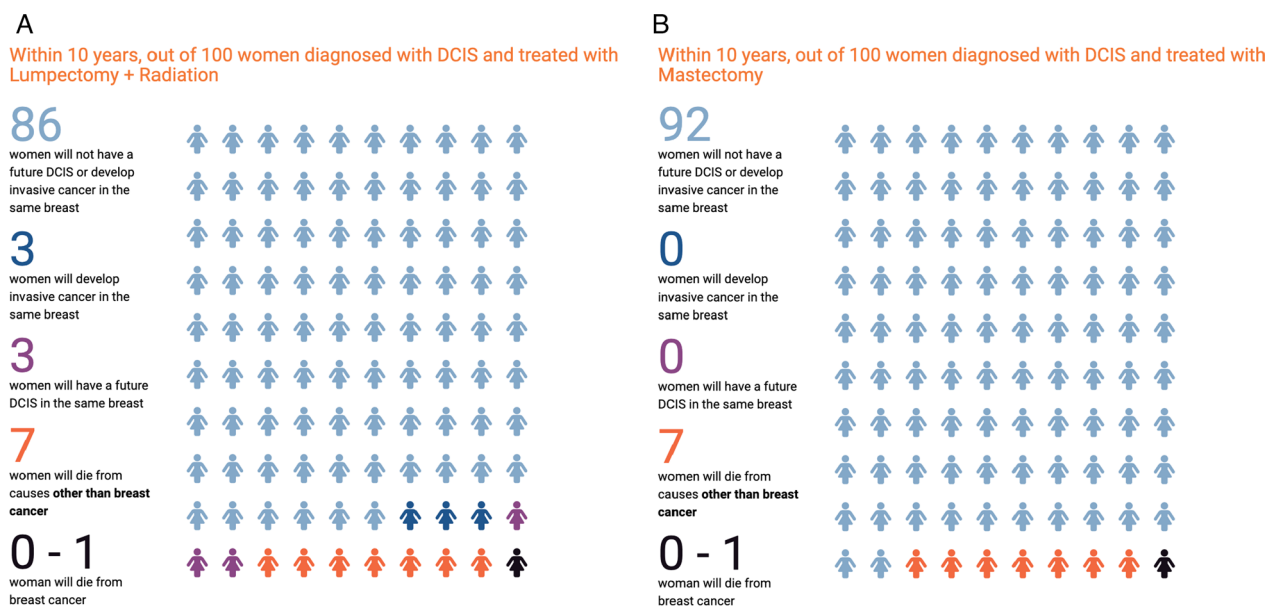 A
Within 10 years, out of 100 women diagnosed with DCIS and treated with
Lumpectomy + Radiation
86
women will not have a
future DCIS or develop
invasive cancer in the
same breast
3
women will develop
invasive cancer in the
same breast
3
women will have a future
DCIS in the same breast
7
women will die from
causes other than breast
cancer
0 - 1
woman will die from
breast cancer
B
Within 10 years, out of 100 women diagnosed with DCIS and treated with
Mastectomy
92
women will not have a
future DCIS or develop
invasive cancer in the
same breast
0
women will develop
invasive cancer in the
same breast
0
women will have a future
DCIS in the same breast
7
women will die from
causes other than breast
cancer
0 - 1
woman will die from
breast cancer